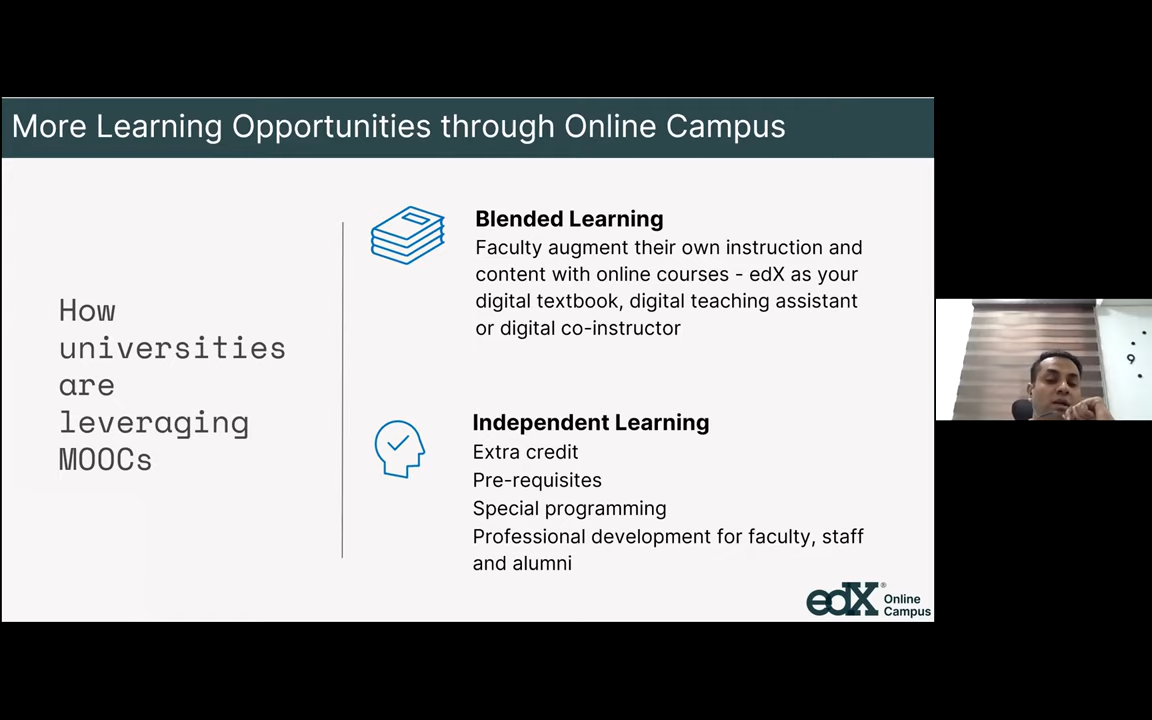 More Learning Opportunities through Online Campus
How
universities
are
leveraging
MOOCs
Blended Learning
Faculty augment their own instruction and
content with online courses - edX as your
digital textbook, digital teaching assistant
or digital co-instructor
Independent Learning
Extra credit
Pre-requisites
Special programming
Professional development for faculty, staff
and alumni
edX® Online
Campus
9